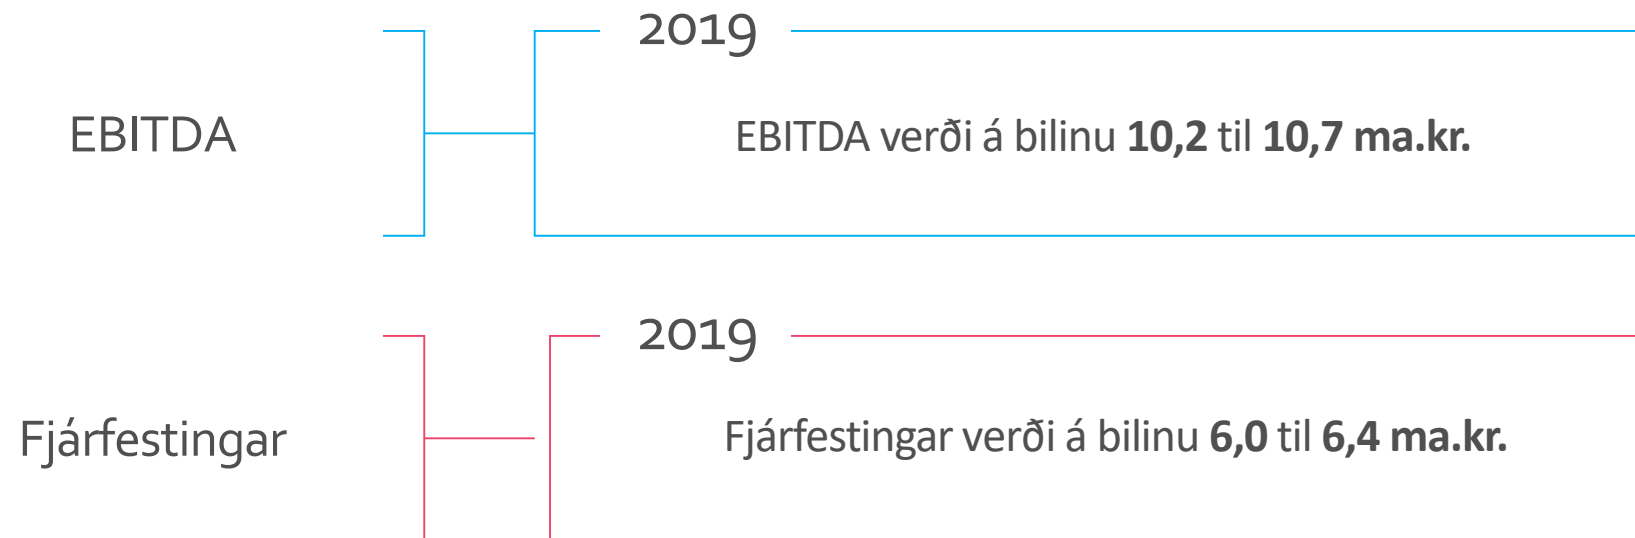 2019
EBITDA
EBITDA verði á bilinu 10,2 til 10,7 ma.kr.
2019
Fjárfestingar
Fjárfestingar verði á bilinu 6,0 til 6,4 ma.kr.